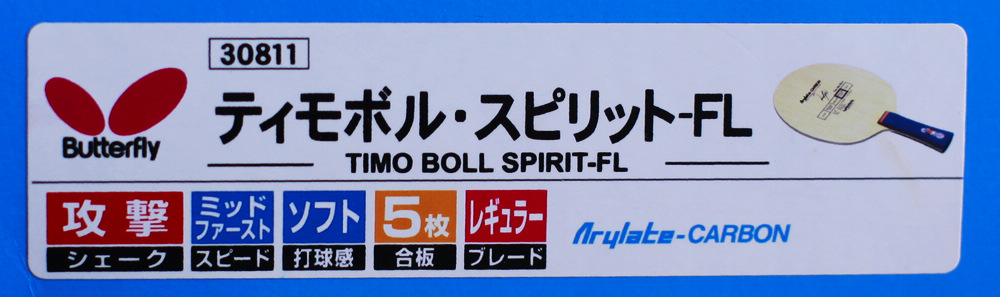 30811
Butterfly
ティモボル・スピリット-FL
TIMO BOLL SPIRIT-FL
攻撃
シェーク
ミッド
ファースト
スピード
ソフト
打球感
5枚
合板
レギュラー
ブレード
Arylate-CARBON